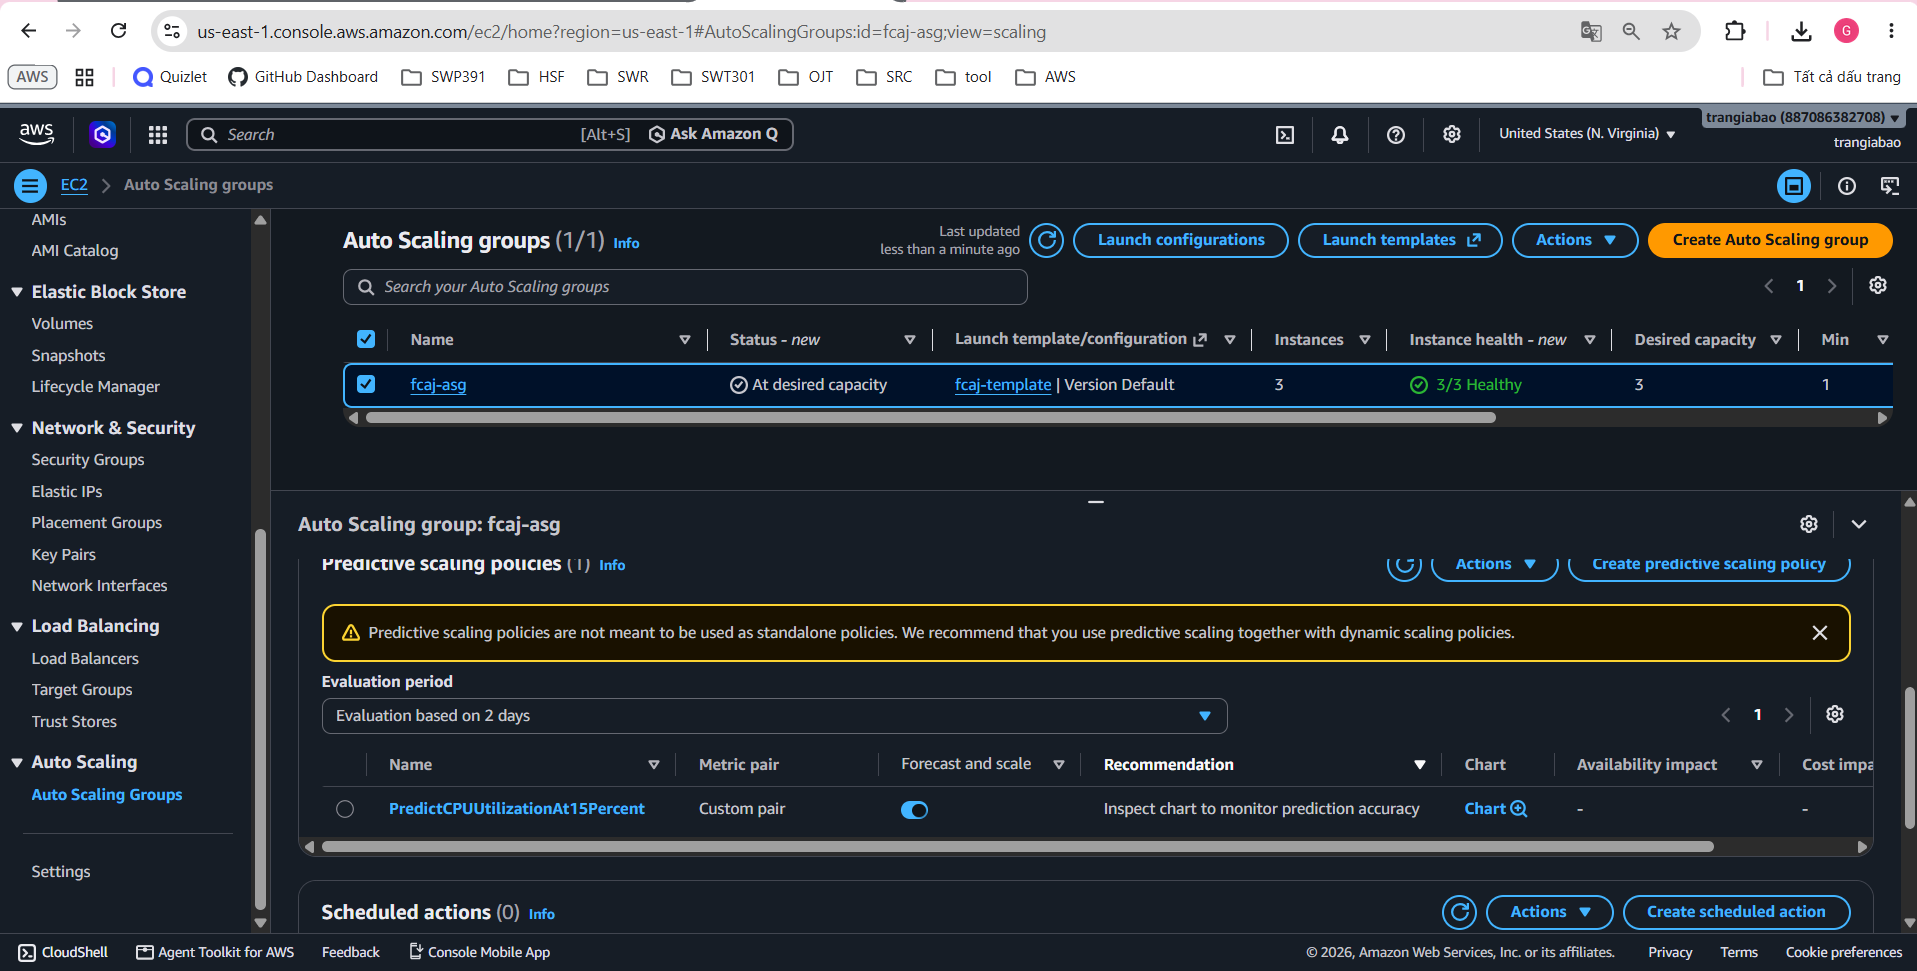 us-east-1.console.aws.amazon.com/ec2/home?region=us-east-1#AutoScalingGroups:id=fcaj-asg;view=scaling
G
AWS Quizlet GitHub Dashboard SWP391 HSF SWR SWT301 OJT SRC tool AWS Tất cả dấu trang
aws Search [Alt+S] Ask Amazon Q United States (N. Virginia) trangiabao (887086382708)
trangiabao
EC2 Auto Scaling groups
AMIs
AMI Catalog
Elastic Block Store
Volumes
Snapshots
Lifecycle Manager
Network & Security
Security Groups
Elastic IPs
Placement Groups
Key Pairs
Network Interfaces
Load Balancing
Load Balancers
Target Groups
Trust Stores
Auto Scaling
Auto Scaling Groups
Settings
Auto Scaling groups (1/1) Info
Last updated
less than a minute ago
Launch configurations Launch templates Actions Create Auto Scaling group
Search your Auto Scaling groups
1
Name Status - new Launch template/configuration Instances Instance health - new Desired capacity Min
fcaj-asg At desired capacity fcaj-template | Version Default 3 3/3 Healthy 3 1
Auto Scaling group: fcaj-asg
Predictive scaling policies (1) Info Actions Create predictive scaling policy
Predictive scaling policies are not meant to be used as standalone policies. We recommend that you use predictive scaling together with dynamic scaling policies.
Evaluation period
Evaluation based on 2 days 1
Name Metric pair Forecast and scale Recommendation Chart Availability impact Cost impa
PredictCPUUtilizationAt15Percent Custom pair Inspect chart to monitor prediction accuracy Chart - -
Scheduled actions (0) Info Actions Create scheduled action
CloudShell Agent Toolkit for AWS Feedback Console Mobile App © 2026, Amazon Web Services, Inc. or its affiliates. Privacy Terms Cookie preferences